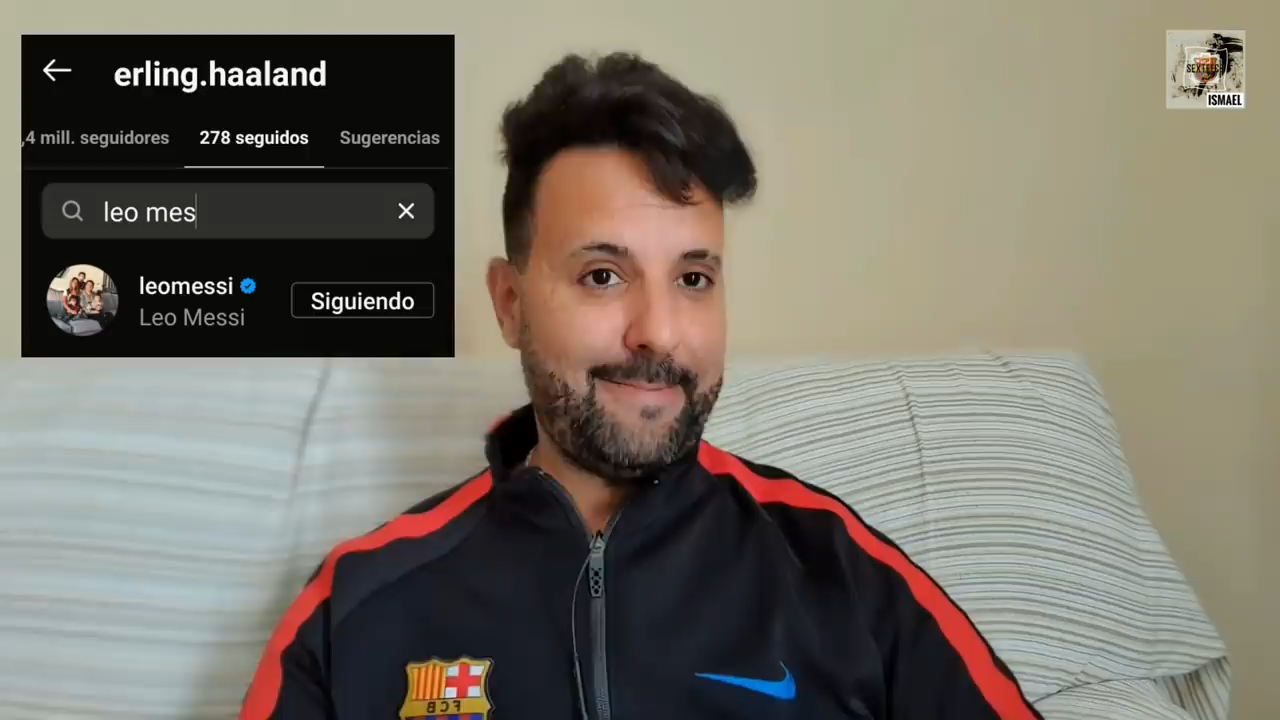 erling.haaland
,4 mill. seguidores 278 seguidos Sugerencias
leo mes
leomessi
Siguiendo
Leo Messi
ISMAEL
FCB